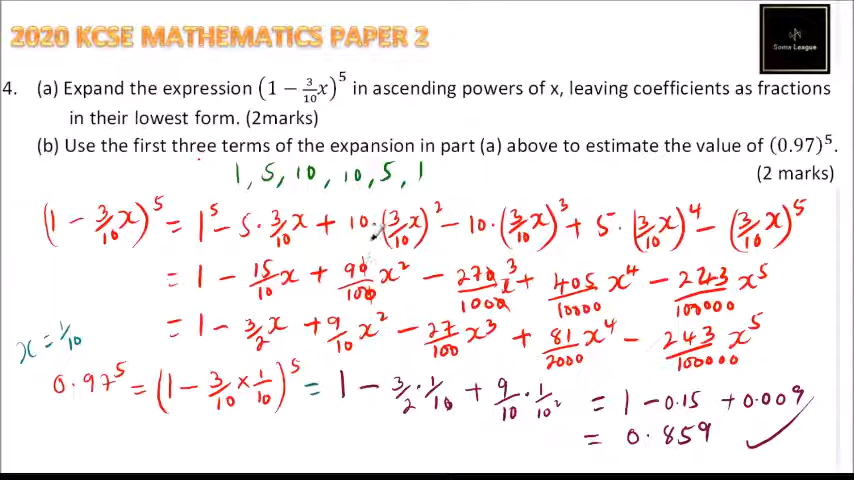 2020 KCSE MATHEMATICS PAPER 2
Soma League
4. (a) Expand the expression (1 − 3/10 x)^5 in ascending powers of x, leaving coefficients as fractions
in their lowest form. (2marks)
(b) Use the first three terms of the expansion in part (a) above to estimate the value of (0.97)^5.
(2 marks)
1, 5, 10, 10, 5, 1
(1 − 3/10 x)^5 = 1^5 − 5 · 3/10 x + 10 · (3/10 x)^2 − 10 · (3/10 x)^3 + 5 · (3/10 x)^4 − (3/10 x)^5
= 1 − 15/10 x + 90/100 x^2 − 270/1000 x^3 + 405/10000 x^4 − 243/100000 x^5
= 1 − 3/2 x + 9/10 x^2 − 27/100 x^3 + 81/2000 x^4 − 243/100000 x^5
x = 1/10
0.97^5 = (1 − 3/10 × 1/10)^5 = 1 − 3/2 · 1/10 + 9/10 · 1/10^2 = 1 − 0.15 + 0.009
= 0.859 ✓